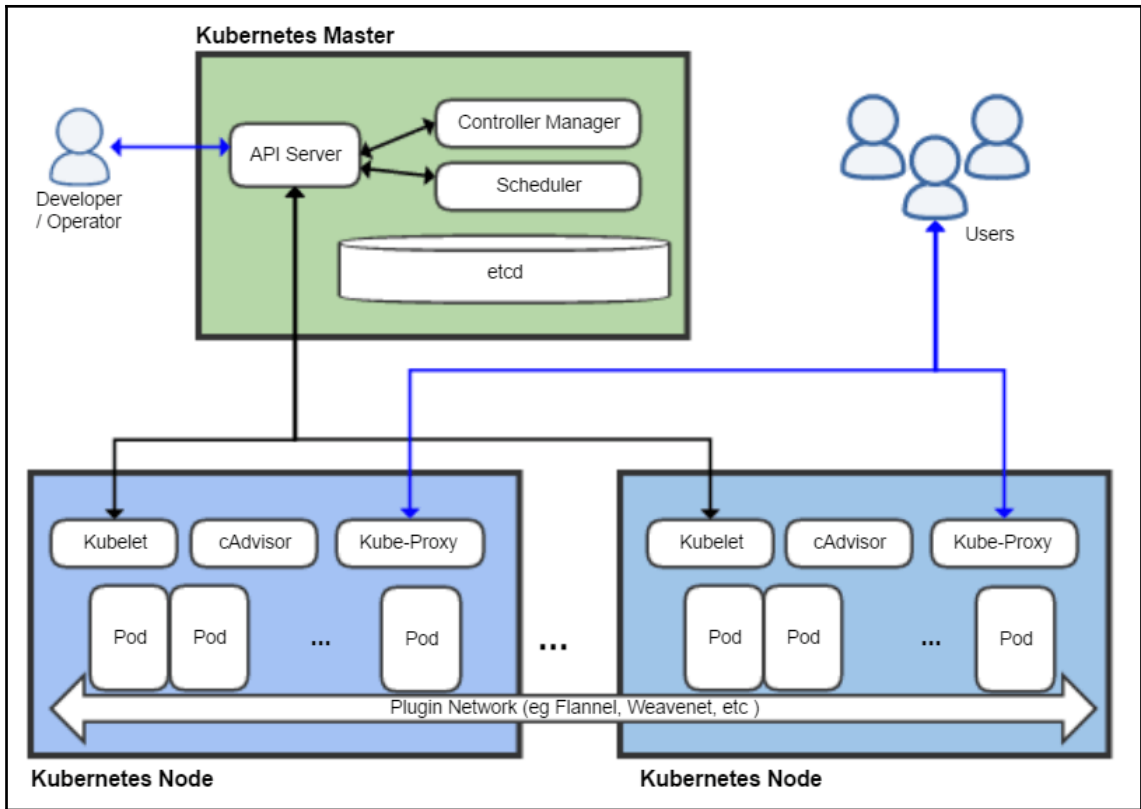 Kubernetes Master
Controller Manager
API Server
Scheduler
Developer
/ Operator
Users
etcd
Kubelet
cAdvisor
Kube-Proxy
Kubelet
cAdvisor
Kube-Proxy
Pod
Pod
...
Pod
...
Pod
Pod
...
Pod
Plugin Network (eg Flannel, Weavenet, etc )
Kubernetes Node
Kubernetes Node